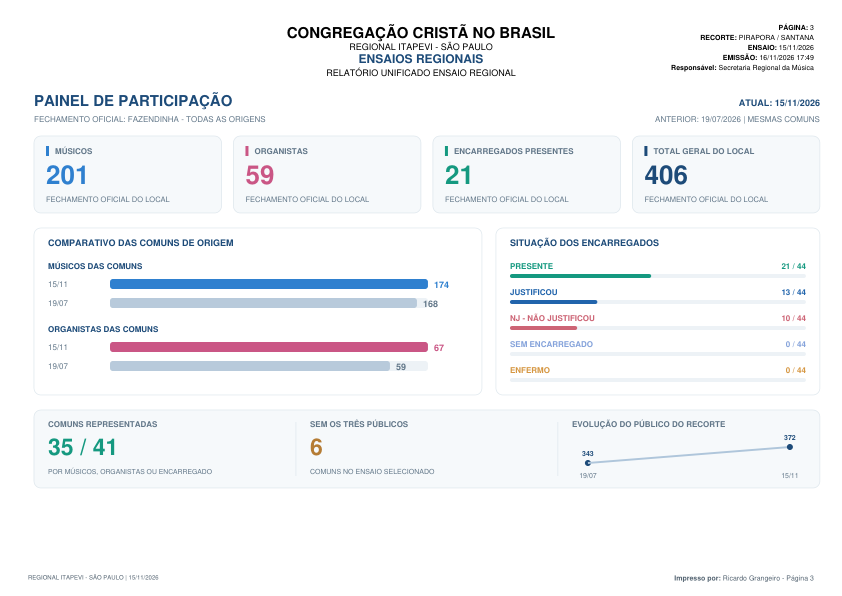 CONGREGAÇÃO CRISTÃ NO BRASIL
REGIONAL ITAPEVI - SÃO PAULO
ENSAIOS REGIONAIS
RELATÓRIO UNIFICADO ENSAIO REGIONAL
PÁGINA: 3
RECORTE: PIRAPORA / SANTANA
ENSAIO: 15/11/2026
EMISSÃO: 16/11/2026 17:49
Responsável: Secretaria Regional da Música
PAINEL DE PARTICIPAÇÃO
ATUAL: 15/11/2026
FECHAMENTO OFICIAL: FAZENDINHA - TODAS AS ORIGENS
ANTERIOR: 19/07/2026 | MESMAS COMUNS
MÚSICOS
201
FECHAMENTO OFICIAL DO LOCAL
ORGANISTAS
59
FECHAMENTO OFICIAL DO LOCAL
ENCARREGADOS PRESENTES
21
FECHAMENTO OFICIAL DO LOCAL
TOTAL GERAL DO LOCAL
406
FECHAMENTO OFICIAL DO LOCAL
COMPARATIVO DAS COMUNS DE ORIGEM
MÚSICOS DAS COMUNS
15/11 174
19/07 168
ORGANISTAS DAS COMUNS
15/11 67
19/07 59
SITUAÇÃO DOS ENCARREGADOS
PRESENTE 21 / 44
JUSTIFICOU 13 / 44
NJ - NÃO JUSTIFICOU 10 / 44
SEM ENCARREGADO 0 / 44
ENFERMO 0 / 44
COMUNS REPRESENTADAS
35 / 41
POR MÚSICOS, ORGANISTAS OU ENCARREGADO
SEM OS TRÊS PÚBLICOS
6
COMUNS NO ENSAIO SELECIONADO
EVOLUÇÃO DO PÚBLICO DO RECORTE
343 372
19/07 15/11
REGIONAL ITAPEVI - SÃO PAULO | 15/11/2026
Impresso por: Ricardo Grangeiro - Página 3